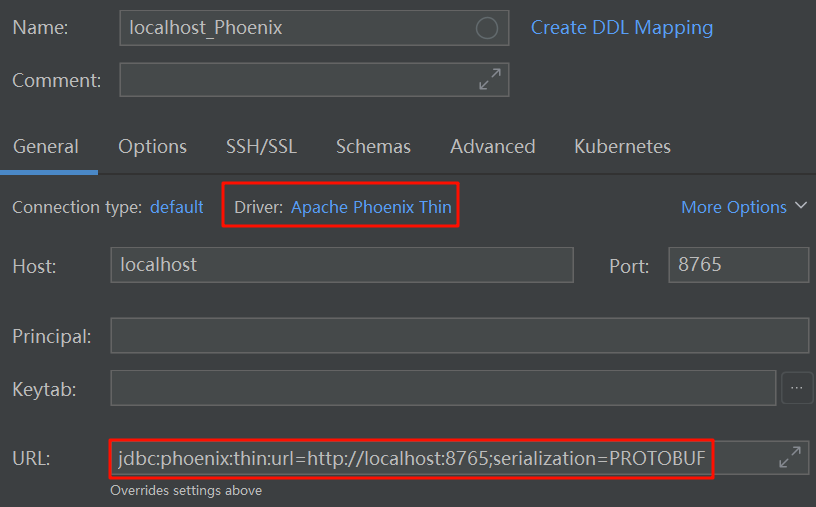 Name: localhost_Phoenix Create DDL Mapping
Comment:
General Options SSH/SSL Schemas Advanced Kubernetes
Connection type: default Driver: Apache Phoenix Thin More Options
Host: localhost Port: 8765
Principal:
Keytab: ...
URL: jdbc:phoenix:thin:url=http://localhost:8765;serialization=PROTOBUF
Overrides settings above